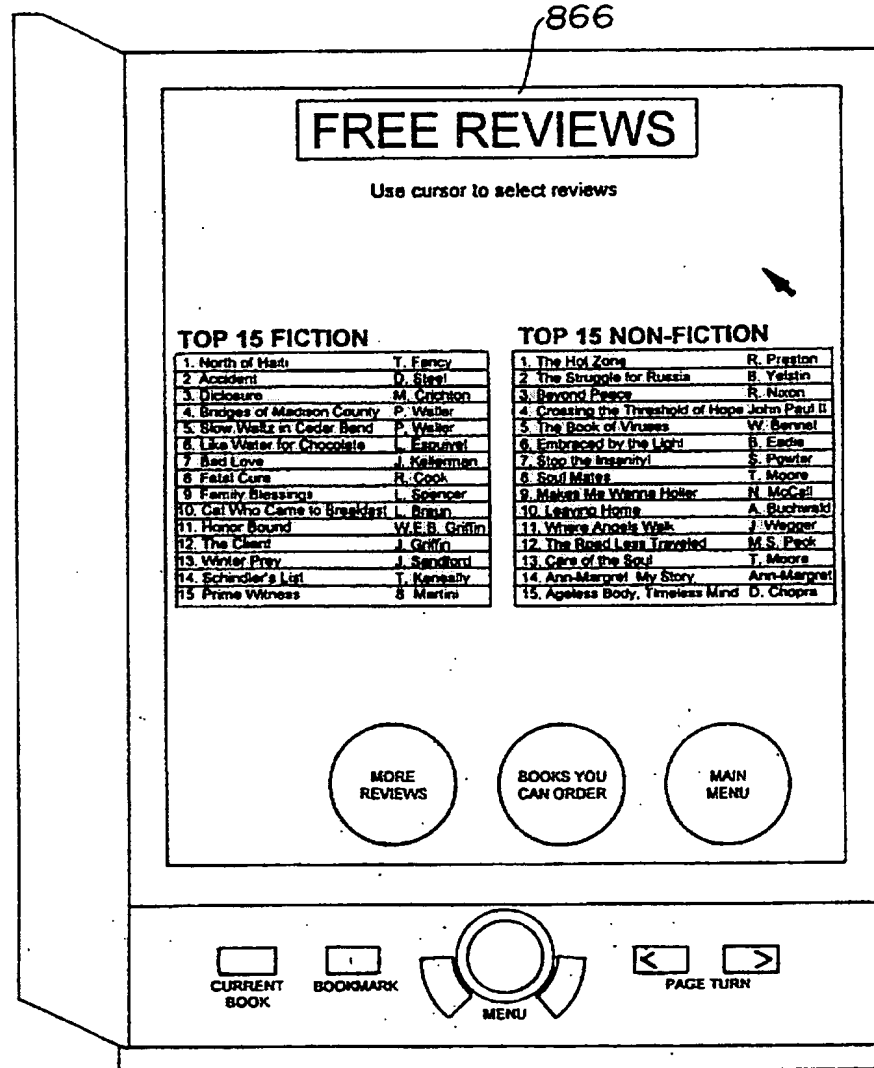 866
FREE REVIEWS
Use cursor to select reviews
TOP 15 FICTION
1. North of Haiti T. Fancy
2 Accident D. Steel
3. Diclosure M. Crichton
4. Bridges of Madison County P. Waller
5. Slow Waltz in Cedar Bend P. Waller
6. Like Water for Chocolate L. Esquivel
7 Bad Love J. Kellerman
8 Fatal Cure R. Cook
9 Family Blessings L. Spencer
10. Cat Who Came to Breakfast L. Braun
11. Honor Bound W.E.B. Griffin
12. The Client J. Griffin
13. Winter Prey J. Sandford
14. Schindler's List T. Keneally
15 Prime Witness S Martini
TOP 15 NON-FICTION
1. The Hot Zone R. Preston
2 The Struggle for Russia B. Yelstin
3. Beyond Peace R. Nixon
4. Crossing the Threshold of Hope John Paul II
5. The Book of Viruses W. Bennet
6. Embraced by the Light B. Eadie
7. Stop the Insanity! S. Powter
8. Soul Mates T. Moore
9. Makes Me Wanna Holler N. McCall
10. Leaving Home A. Buchwald
11. Where Angels Walk J. Wegger
12. The Road Less Traveled M.S. Peck
13. Care of the Soul T. Moore
14. Ann-Margret My Story Ann-Margret
15. Ageless Body, Timeless Mind D. Chopra
MORE
REVIEWS
BOOKS YOU
CAN ORDER
MAIN
MENU
CURRENT
BOOK
BOOKMARK
MENU
< >
PAGE TURN